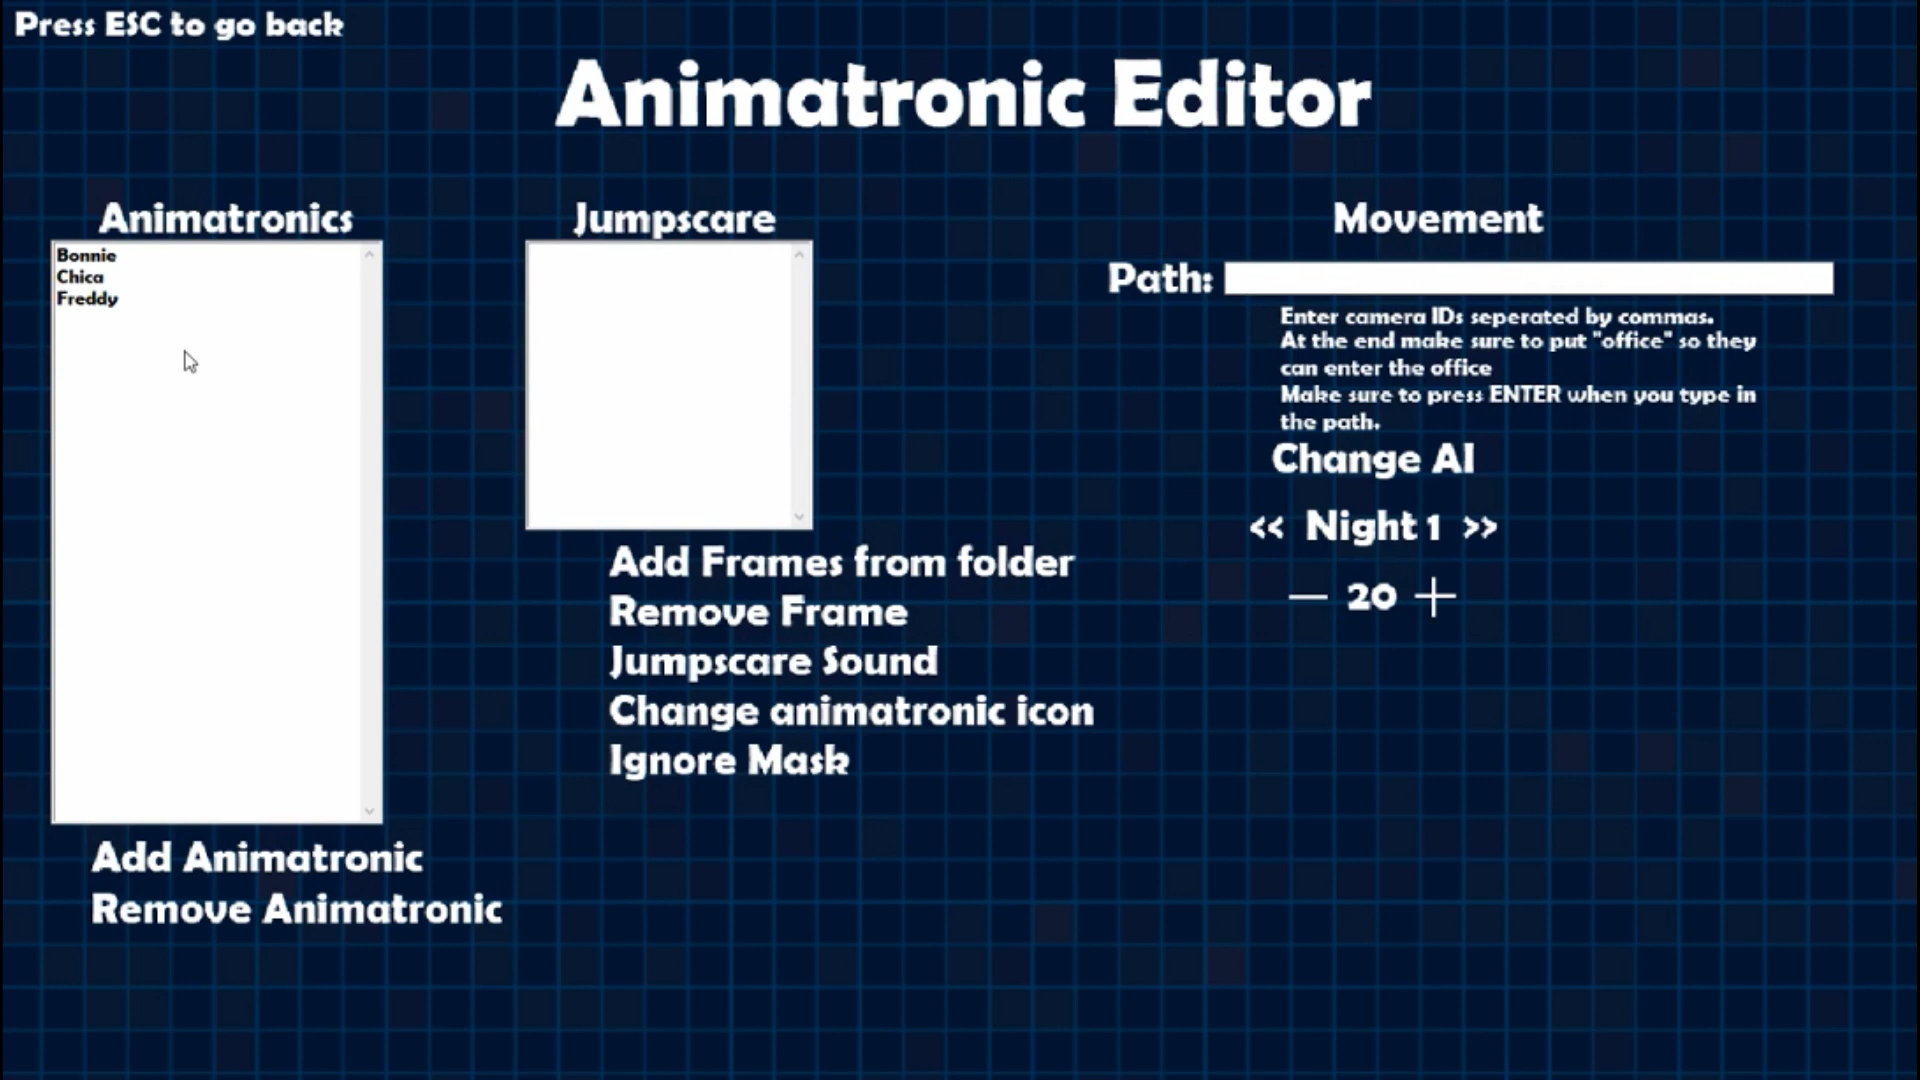 Press ESC to go back
Animatronic Editor
Animatronics
Bonnie
Chica
Freddy
Add Animatronic
Remove Animatronic
Jumpscare
Add Frames from folder
Remove Frame
Jumpscare Sound
Change animatronic icon
Ignore Mask
Movement
Path:
Enter camera IDs seperated by commas.
At the end make sure to put "office" so they
can enter the office
Make sure to press ENTER when you type in
the path.
Change AI
<< Night 1 >>
— 20 +